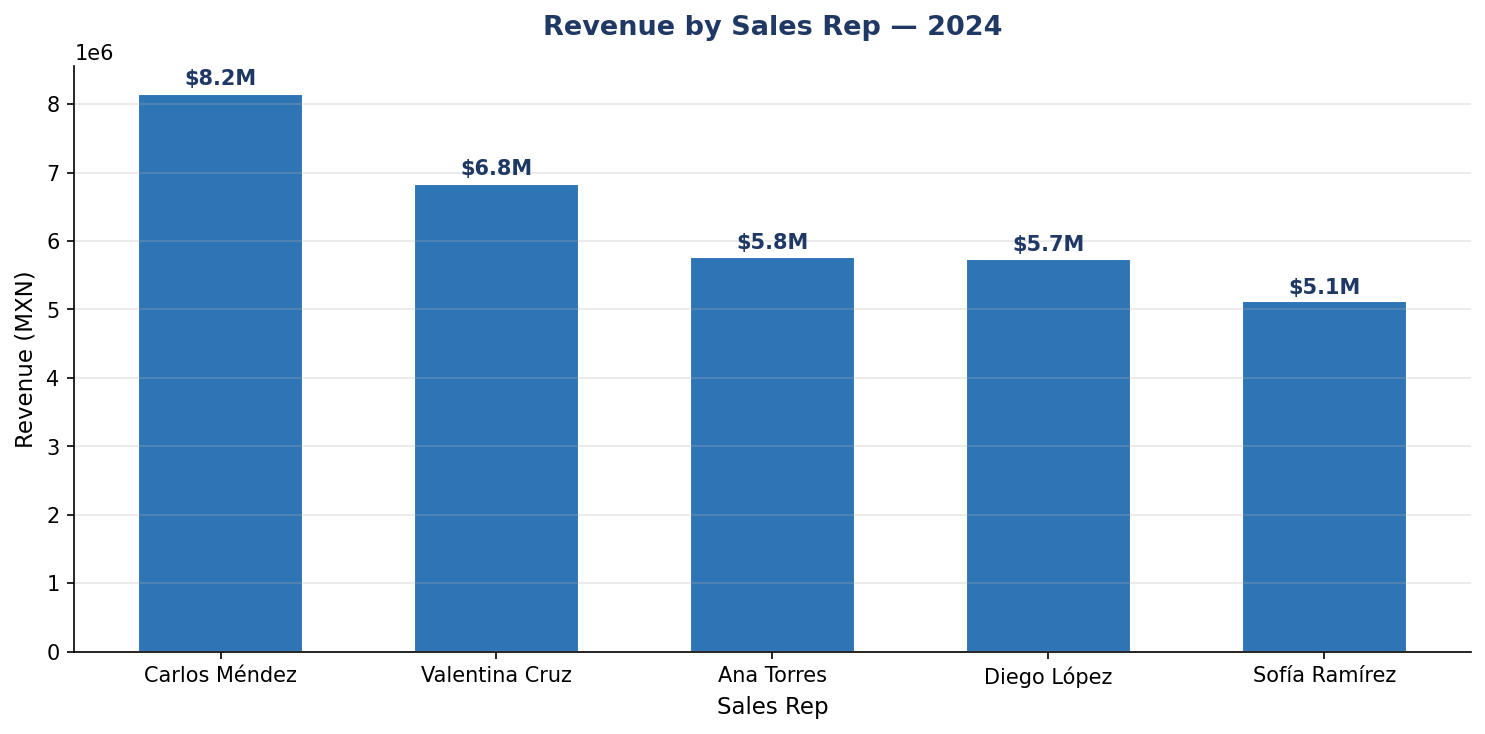 Revenue by Sales Rep — 2024
1e6
$8.2M
$6.8M
$5.8M
$5.7M
$5.1M
8
7
6
5
4
3
2
1
0
Revenue (MXN)
Carlos Méndez Valentina Cruz Ana Torres Diego López Sofía Ramírez
Sales Rep